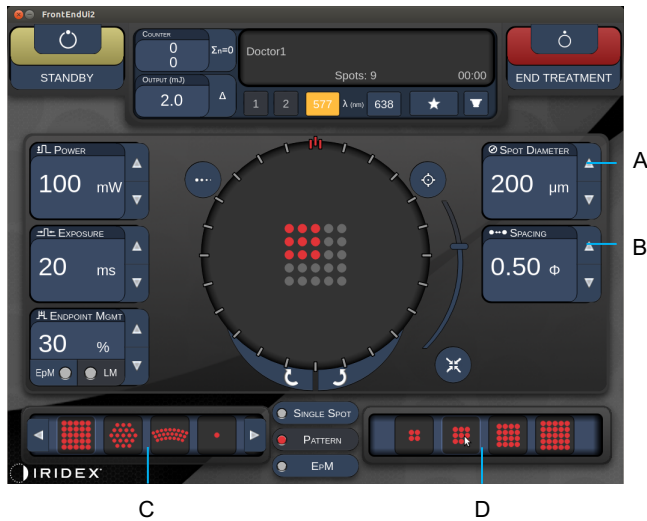 FrontEndUi2
STANDBY
COUNTER
0
0
Σn=0
OUTPUT (mJ)
2.0
Δ
Doctor1
Spots: 9
00:00
1 2 577 λ (nm) 638
END TREATMENT
POWER
100 mW
EXPOSURE
20 ms
ENDPOINT MGMT
30 %
EPM LM
SPOT DIAMETER
200 µm
A
SPACING
0.50 Φ
B
SINGLE SPOT
PATTERN
EPM
IRIDEX
C
D